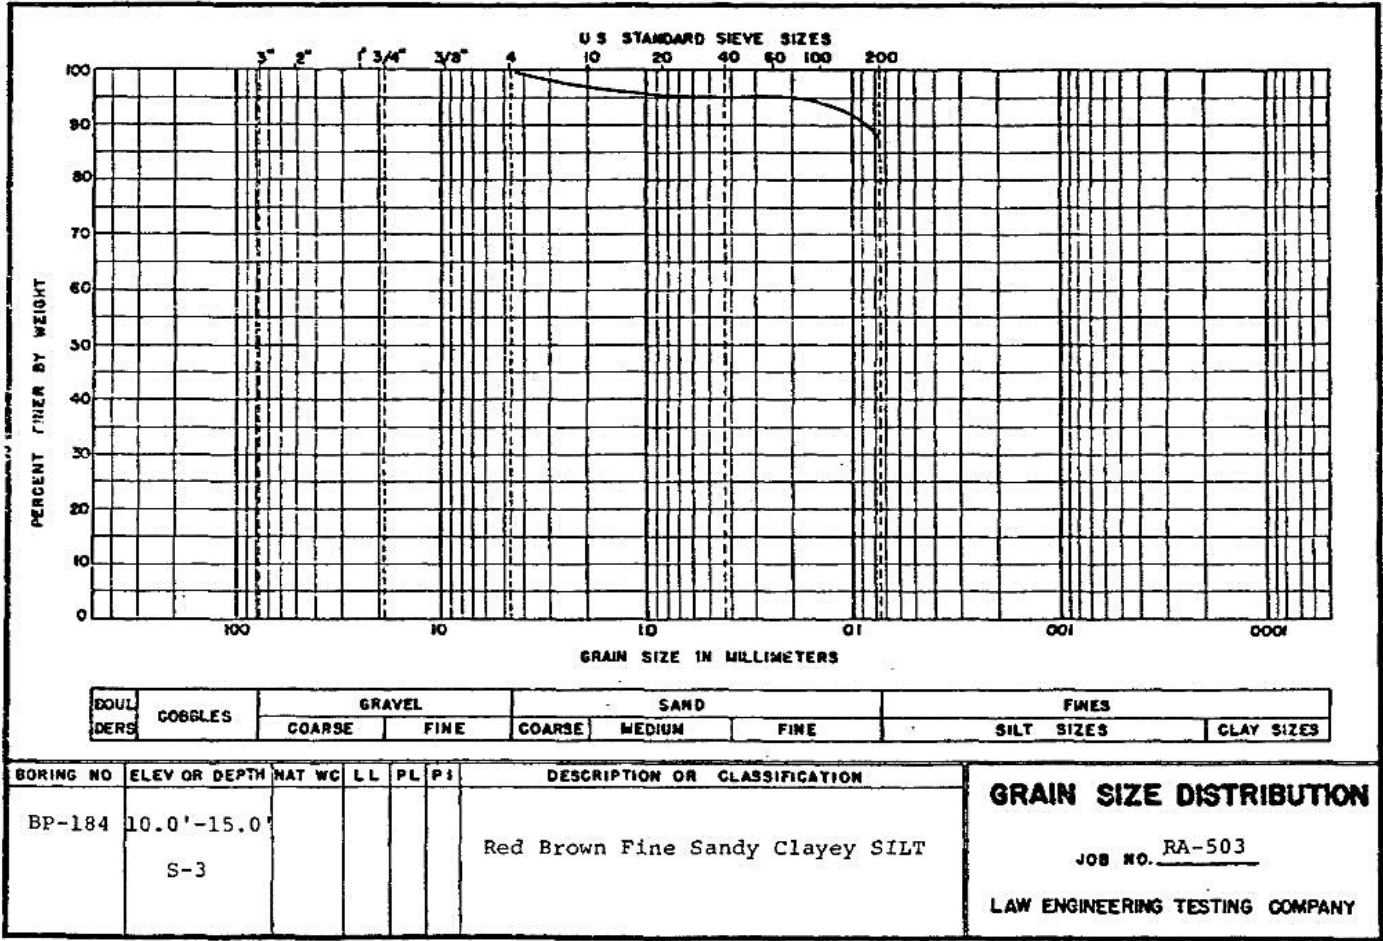 U S STANDARD SIEVE SIZES
3" 2" 1" 3/4" 3/8" 4 10 20 40 60 100 200
100
90
80
70
60
50
40
30
20
10
0
PERCENT FINER BY WEIGHT
100 10 1.0 0.1 .001 .0001
GRAIN SIZE IN MILLIMETERS
BOUL DERS COBBLES GRAVEL SAND FINES
COARSE FINE COARSE MEDIUM FINE SILT SIZES CLAY SIZES
BORING NO ELEV OR DEPTH NAT WC LL PL PI DESCRIPTION OR CLASSIFICATION
BP-184 10.0'-15.0'
S-3
Red Brown Fine Sandy Clayey SILT
GRAIN SIZE DISTRIBUTION
JOB NO. RA-503
LAW ENGINEERING TESTING COMPANY